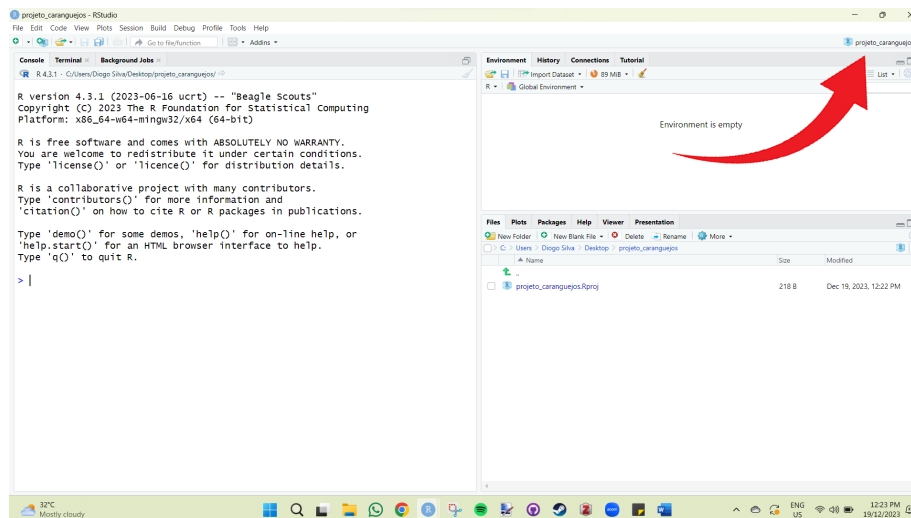 projeto_caranguejos - RStudio
File Edit Code View Plots Session Build Debug Profile Tools Help
Go to file/function Addins
projeto_caranguejo
Console Terminal Background Jobs
R 4.3.1 · C:/Users/Diogo Silva/Desktop/projeto_caranguejos/
R version 4.3.1 (2023-06-16 ucrt) -- "Beagle Scouts"
Copyright (C) 2023 The R Foundation for Statistical Computing
Platform: x86_64-w64-mingw32/x64 (64-bit)
R is free software and comes with ABSOLUTELY NO WARRANTY.
You are welcome to redistribute it under certain conditions.
Type 'license()' or 'licence()' for distribution details.
R is a collaborative project with many contributors.
Type 'contributors()' for more information and
'citation()' on how to cite R or R packages in publications.
Type 'demo()' for some demos, 'help()' for on-line help, or
'help.start()' for an HTML browser interface to help.
Type 'q()' to quit R.
>
Environment History Connections Tutorial
Import Dataset 89 MiB List
R Global Environment
Environment is empty
Files Plots Packages Help Viewer Presentation
New Folder New Blank File Delete Rename More
C: > Users > Diogo Silva > Desktop > projeto_caranguejos
Name Size Modified
..
projeto_caranguejos.Rproj 218 B Dec 19, 2023, 12:22 PM
32°C
Mostly cloudy
zoom
ENG
US
12:23 PM
19/12/2023